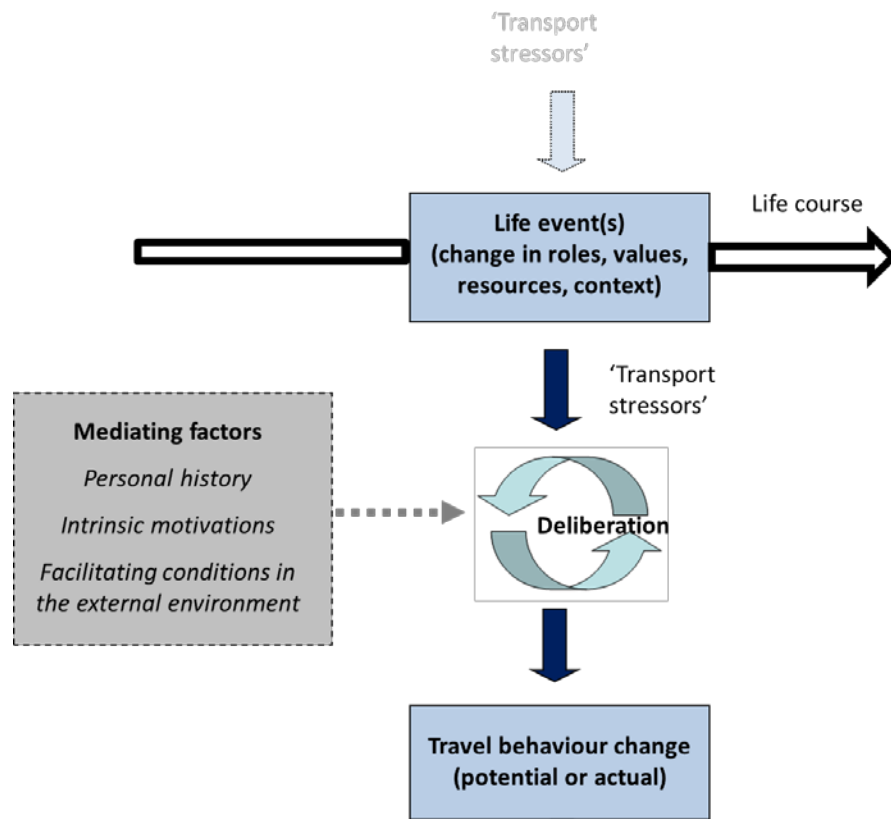 ‘Transport
stressors’
Life event(s)
(change in roles, values,
resources, context)
Life course
‘Transport
stressors’
Mediating factors
Personal history
Intrinsic motivations
Facilitating conditions in
the external environment
Deliberation
Travel behaviour change
(potential or actual)